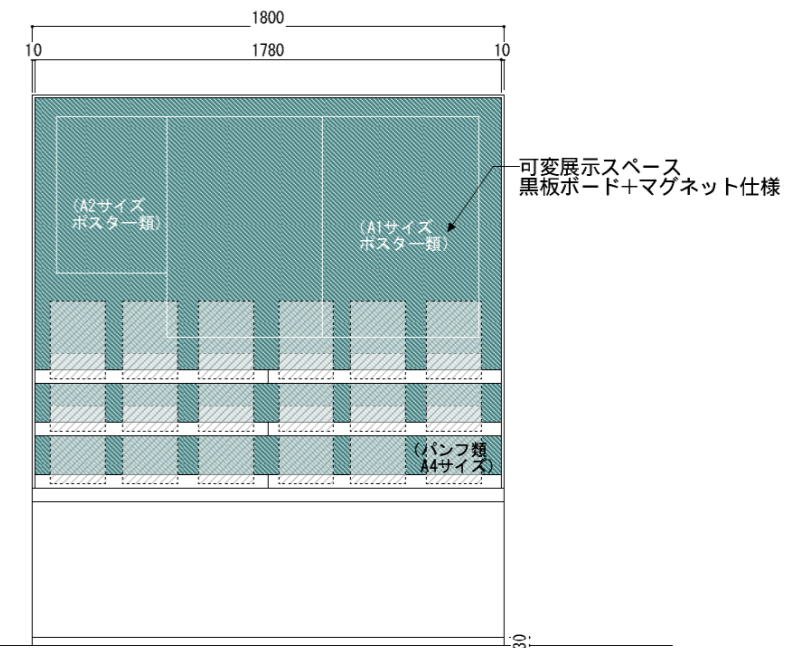 1800
10 1780 10
可変展示スペース
黒板ボード＋マグネット仕様
(A2サイズ
ポスター類)
(A1サイズ
ポスター類)
(パンフ類
A4サイズ)